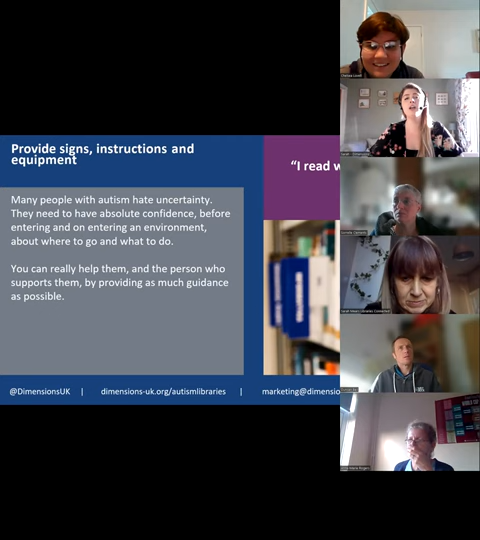 Provide signs, instructions and
equipment
Many people with autism hate uncertainty.
They need to have absolute confidence, before
entering and on entering an environment,
about where to go and what to do.
You can really help them, and the person who
supports them, by providing as much guidance
as possible.
“I read w
@DimensionsUK | dimensions-uk.org/autismlibraries | marketing@dimensio